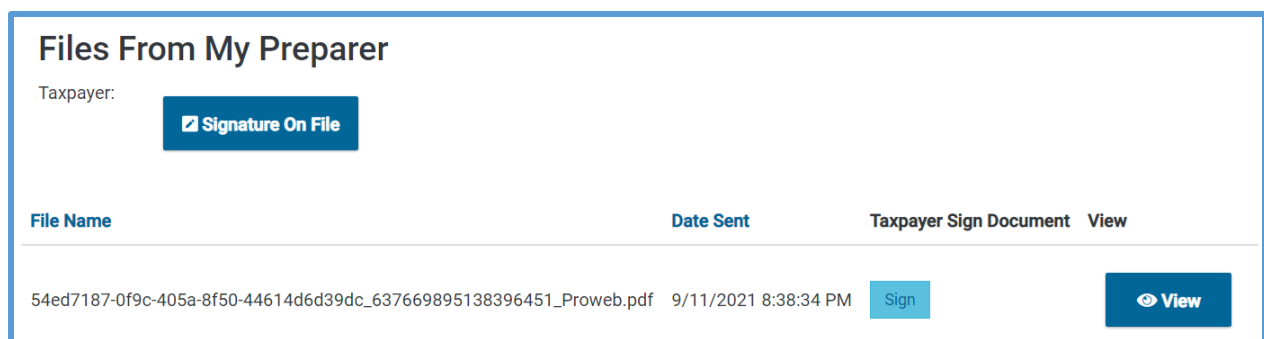 Files From My Preparer
Taxpayer:
Signature On File
File Name Date Sent Taxpayer Sign Document View
54ed7187-0f9c-405a-8f50-44614d6d39dc_637669895138396451_Proweb.pdf 9/11/2021 8:38:34 PM Sign View